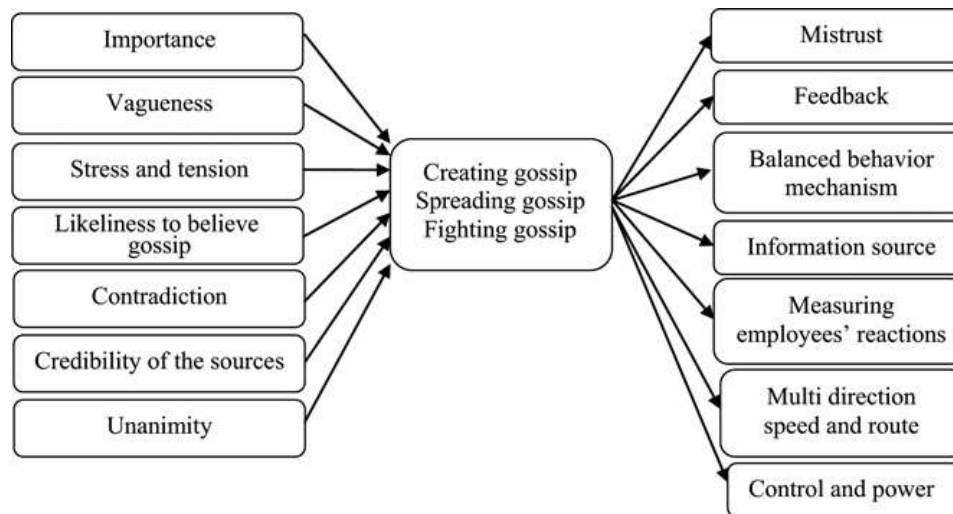 Importance
Vagueness
Stress and tension
Likeliness to believe
gossip
Contradiction
Credibility of the sources
Unanimity
Creating gossip
Spreading gossip
Fighting gossip
Mistrust
Feedback
Balanced behavior
mechanism
Information source
Measuring
employees’ reactions
Multi direction
speed and route
Control and power